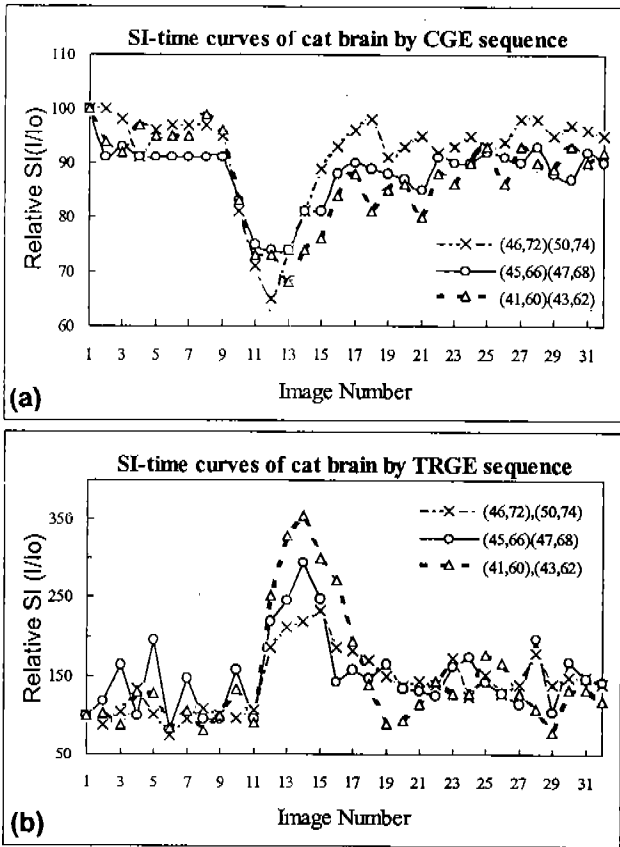 SI-time curves of cat brain by CGE sequence
110
100
90
80
70
60
Relative SI(I/Io)
(46,72)(50,74)
(45,66)(47,68)
(41,60)(43,62)
1 3 5 7 9 11 13 15 17 19 21 23 25 27 29 31
Image Number
(a)
SI-time curves of cat brain by TRGE sequence
350
250
150
50
Relative SI (I/Io)
(46,72),(50,74)
(45,66)(47,68)
(41,60),(43,62)
1 3 5 7 9 11 13 15 17 19 21 23 25 27 29 31
Image Number
(b)